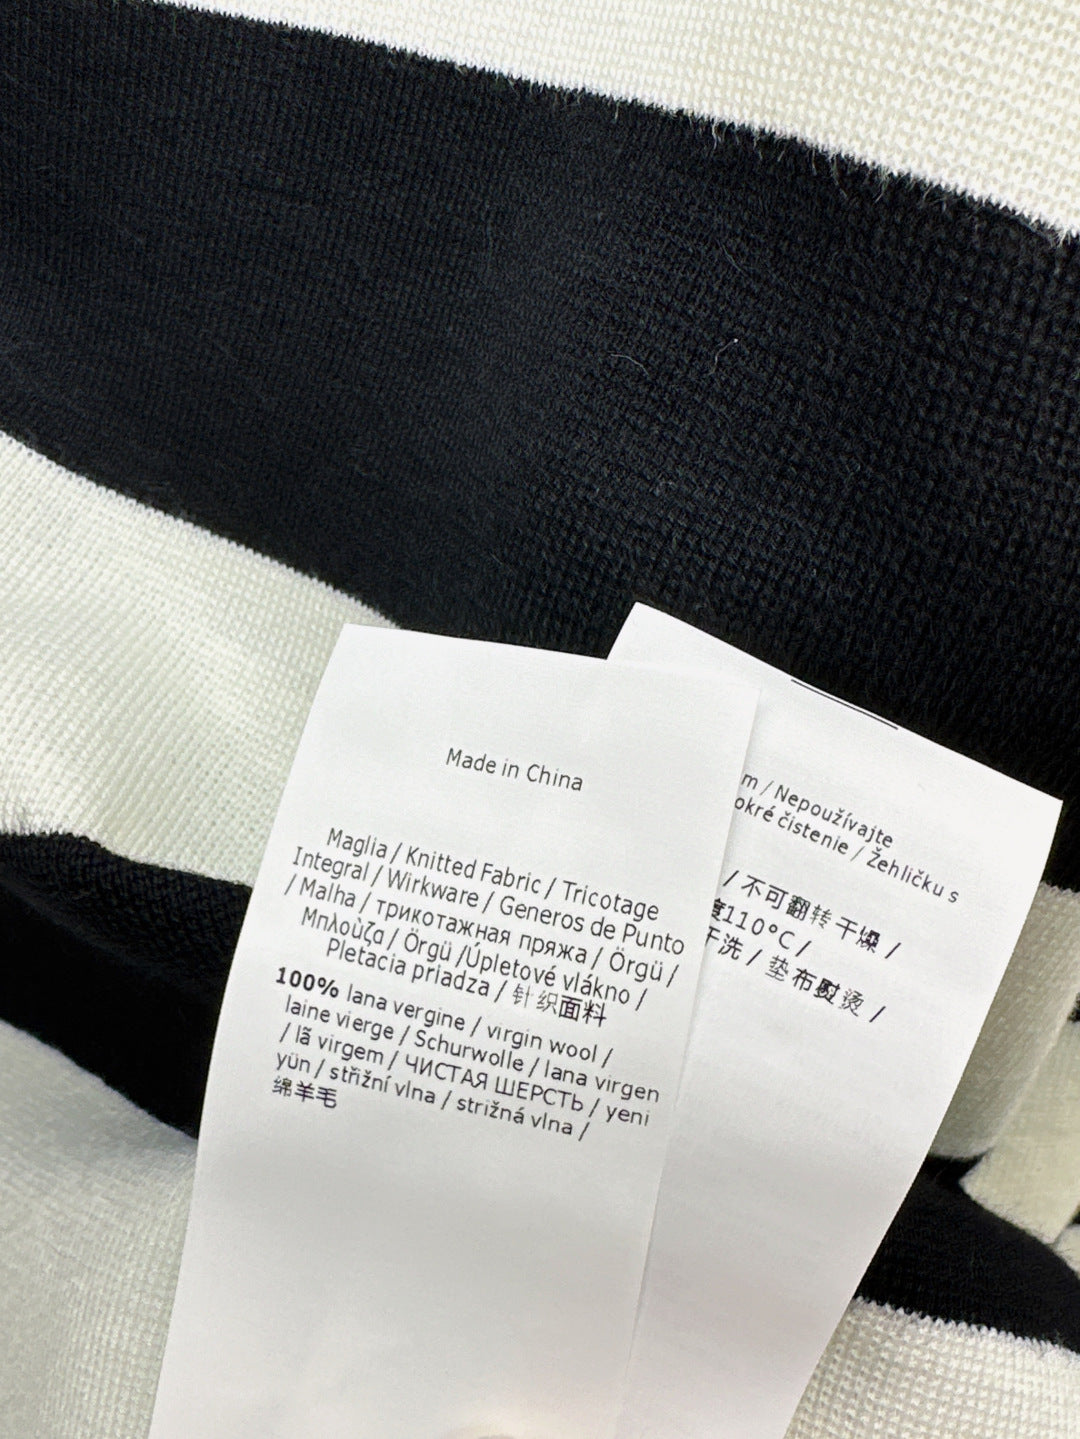 Made in China
Maglia / Knitted Fabric / Tricotage
Integral / Wirkware / Generos de Punto
/ Malha / трикотажная пряжа / Örgü /
Μπλούζα / Örgü /Úpletové vlákno /
Pletacia priadza / 针织面料
100% lana vergine / virgin wool /
laine vierge / Schurwolle / lana virgen
/ lã virgem / ЧИСТАЯ ШЕРСТЬ / yeni
yün / střižní vlna / strižná vlna /
绵羊毛
m / Nepoužívajte
okré čistenie / Žehličku s
/ 不可翻转干燥 /
度110°C /
干洗 / 垫布熨烫 /